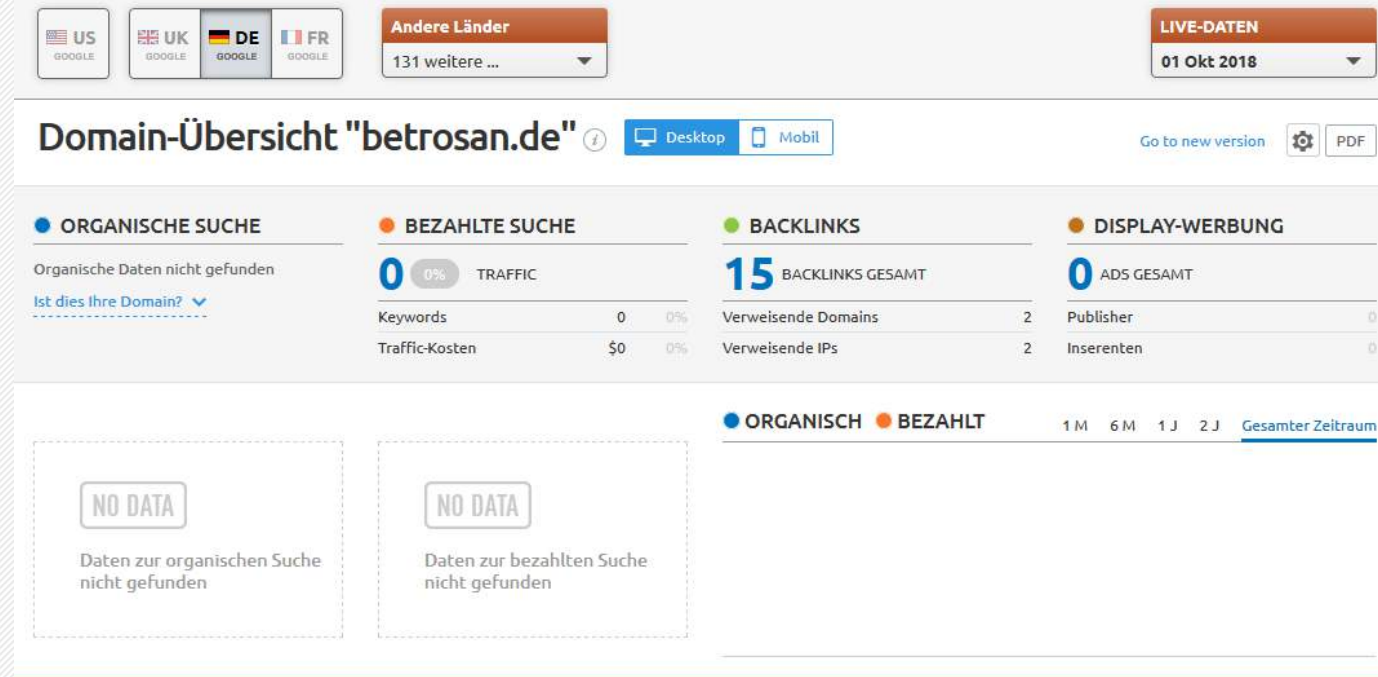 US
GOOGLE
UK
GOOGLE
DE
GOOGLE
FR
GOOGLE
Andere Länder
131 weitere ...
LIVE-DATEN
01 Okt 2018
Domain-Übersicht "betrosan.de" i
Desktop
Mobil
Go to new version
PDF
ORGANISCHE SUCHE
Organische Daten nicht gefunden
Ist dies Ihre Domain?
BEZAHLTE SUCHE
0 0% TRAFFIC
Keywords 0 0%
Traffic-Kosten $0 0%
BACKLINKS
15 BACKLINKS GESAMT
Verweisende Domains 2
Verweisende IPs 2
DISPLAY-WERBUNG
0 ADS GESAMT
Publisher 0
Inserenten 0
NO DATA
Daten zur organischen Suche
nicht gefunden
NO DATA
Daten zur bezahlten Suche
nicht gefunden
ORGANISCH BEZAHLT
1 M 6 M 1 J 2 J Gesamter Zeitraum